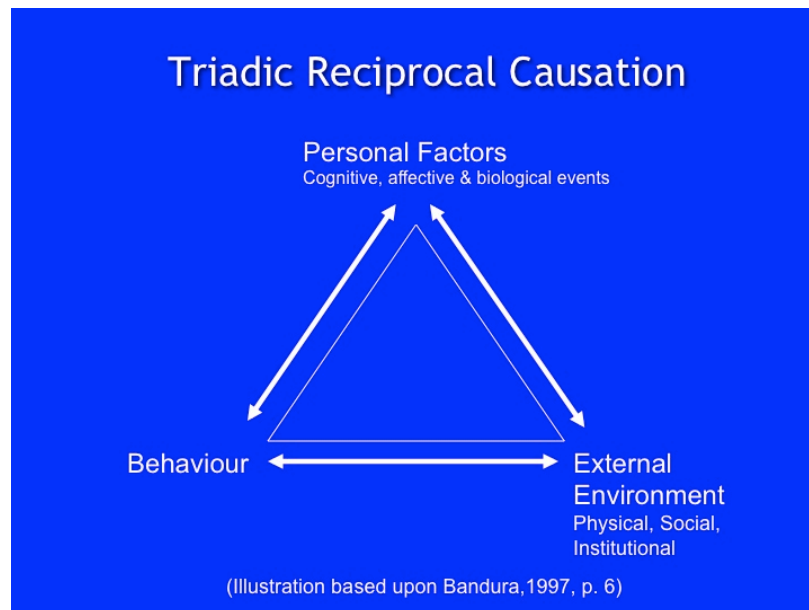 Triadic Reciprocal Causation
Personal Factors
Cognitive, affective & biological events
Behaviour
External
Environment
Physical, Social,
Institutional
(Illustration based upon Bandura,1997, p. 6)